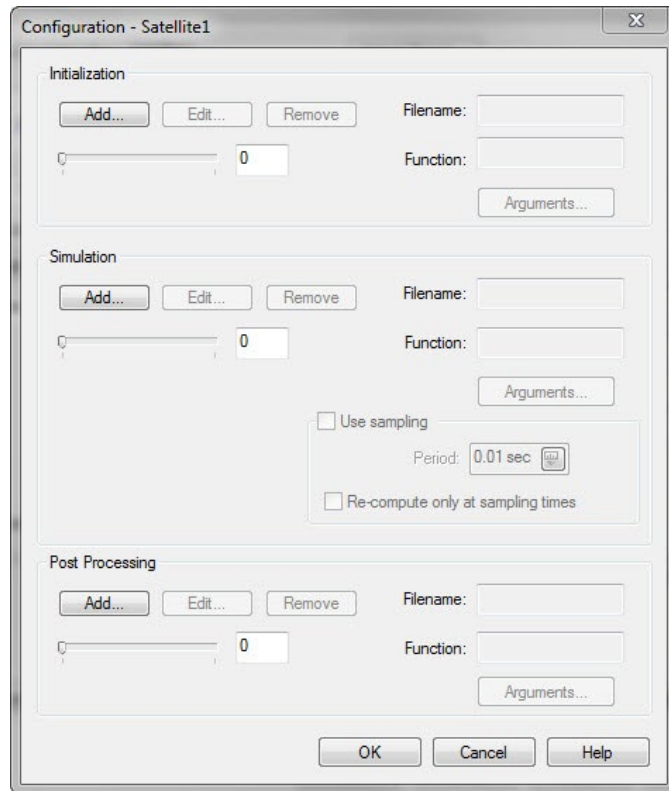 Configuration - Satellite1
Initialization
Add... Edit... Remove Filename:
0 Function:
Arguments...
Simulation
Add... Edit... Remove Filename:
0 Function:
Arguments...
Use sampling
Period: 0.01 sec
Re-compute only at sampling times
Post Processing
Add... Edit... Remove Filename:
0 Function:
Arguments...
OK Cancel Help